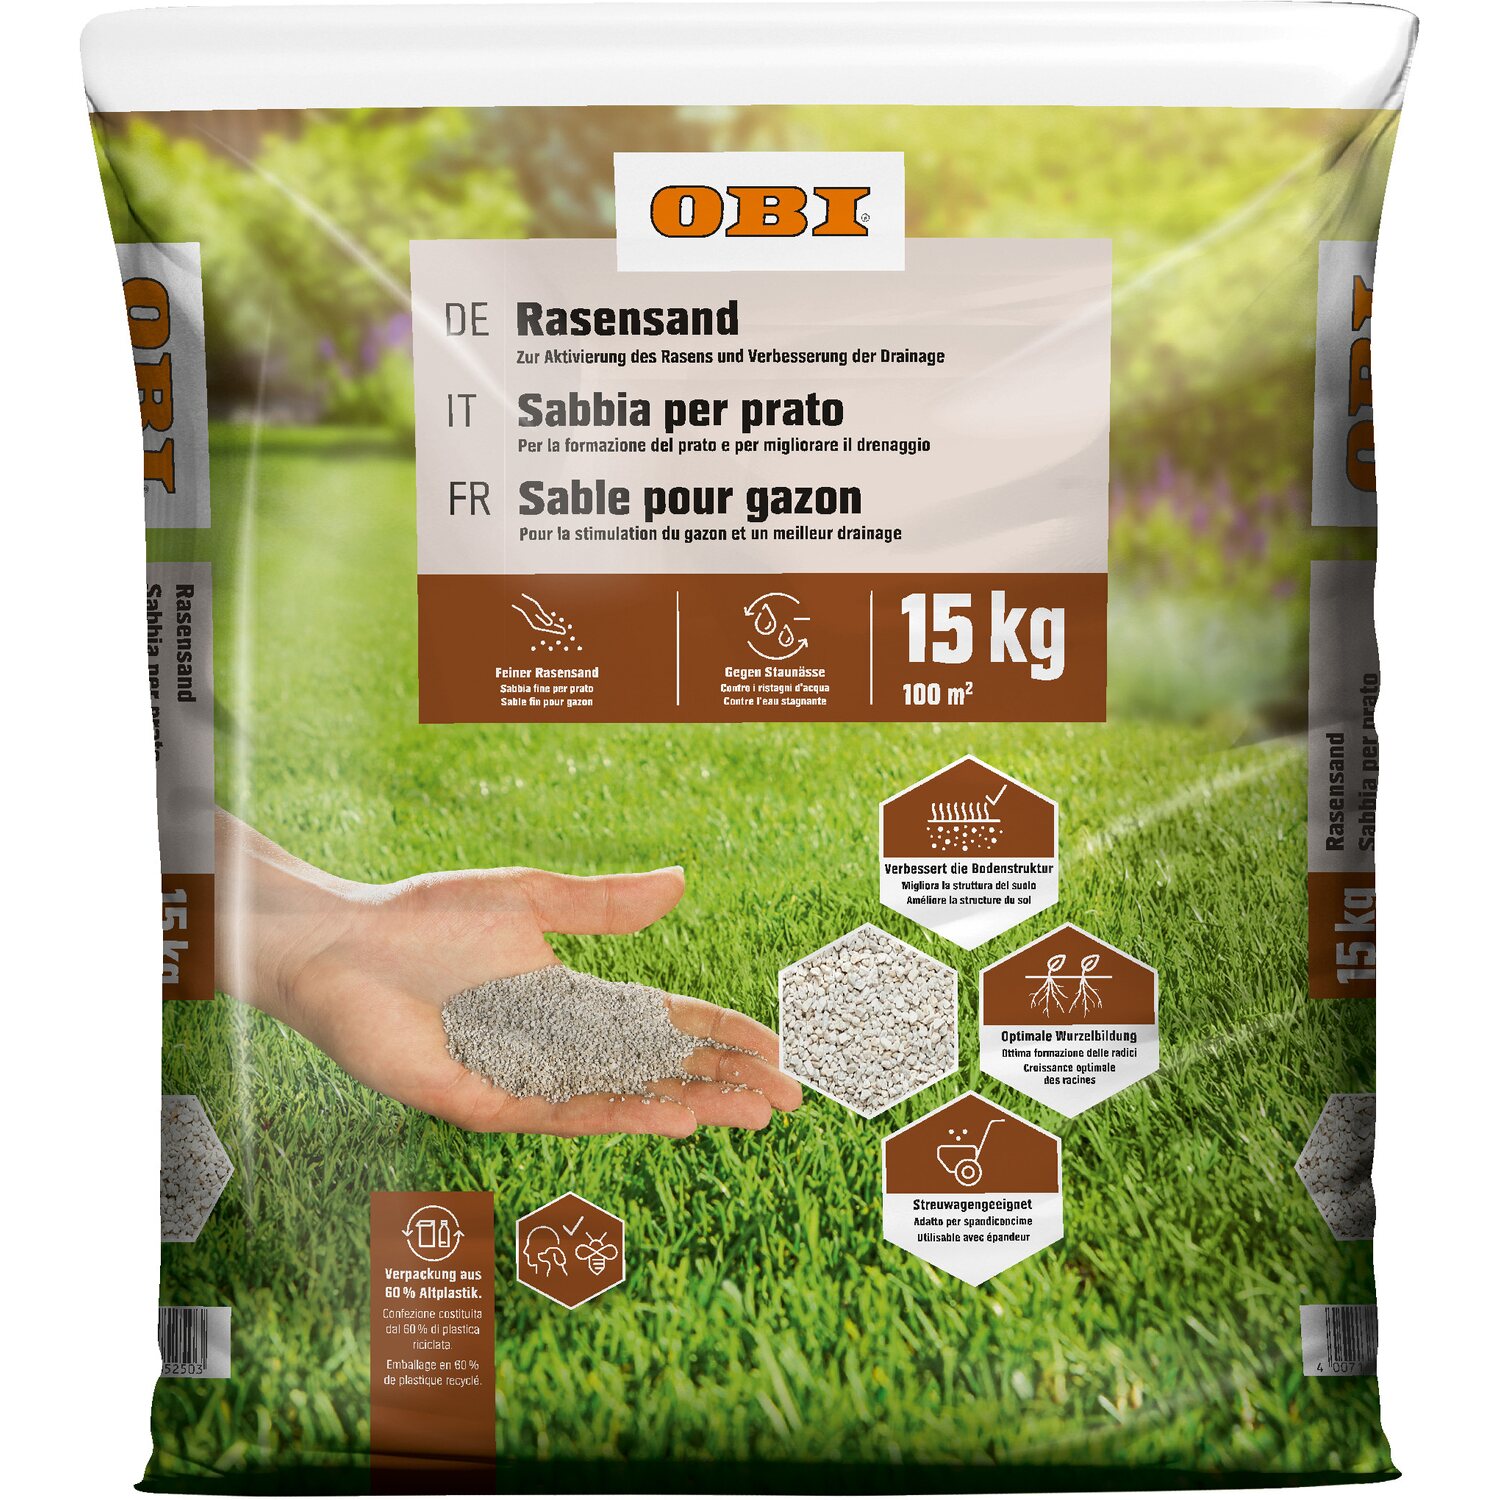 OBI
DE Rasensand
Zur Aktivierung des Rasens und Verbesserung der Drainage
IT Sabbia per prato
Per la formazione del prato e per migliorare il drenaggio
FR Sable pour gazon
Pour la stimulation du gazon et un meilleur drainage
Feiner Rasensand
Sabbia fine per prato
Sable fin pour gazon
Gegen Staunässe
Contro i ristagni d'acqua
Contre l'eau stagnante
15 kg
100 m²
Verbessert die Bodenstruktur
Migliora la struttura del suolo
Améliore la structure du sol
Optimale Wurzelbildung
Ottima formazione delle radici
Croissance optimale
des racines
Streuwagengeeignet
Adatto per spandiconcime
Utilisable avec épandeur
Verpackung aus
60 % Altplastik.
Confezione costituita
dal 60 % di plastica
riciclata.
Emballage en 60 %
de plastique recyclé.
OBI
Rasensand
Sabbia per prato
15 kg
52503
OBI
Rasensand
Sabbia per prato
15 kg
4 007